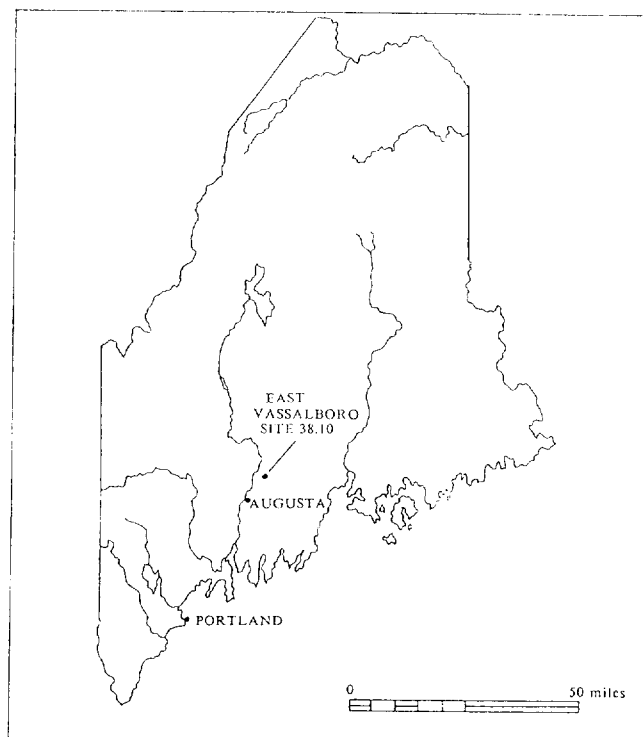 EAST
VASSALBORO
SITE 38.10
AUGUSTA
PORTLAND
0 50 miles